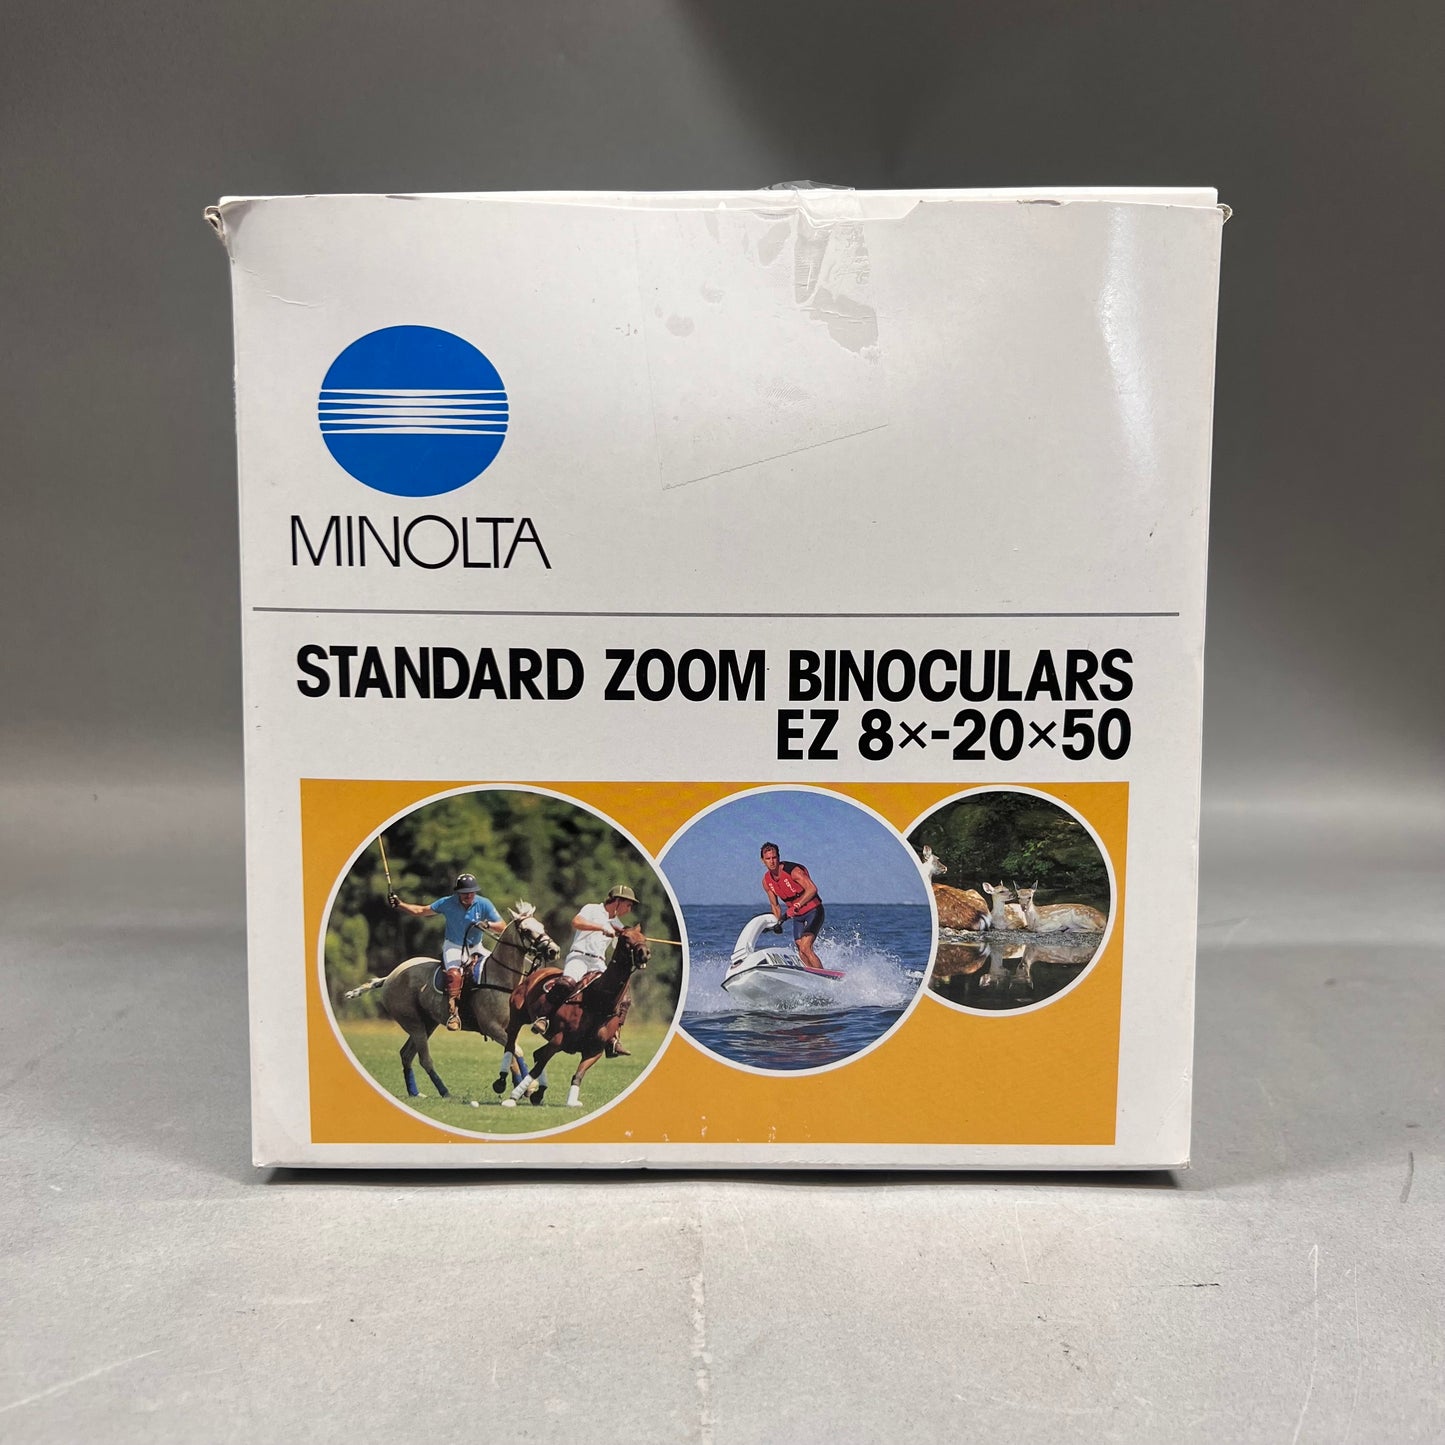 MINOLTA
STANDARD ZOOM BINOCULARS
EZ 8×-20×50